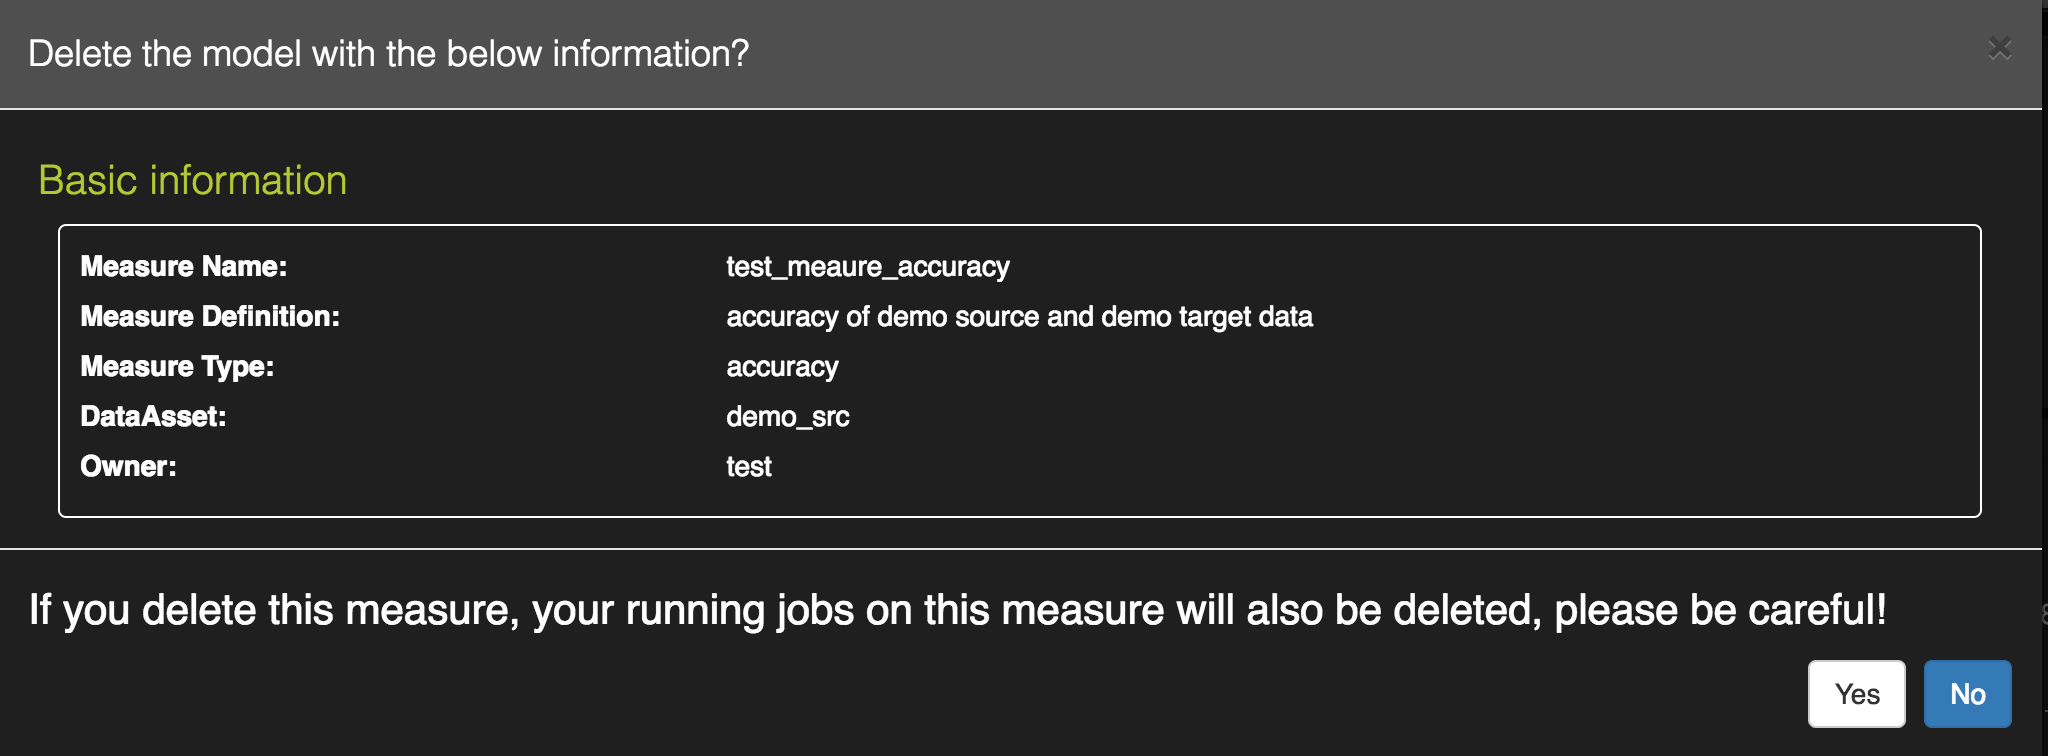 Delete the model with the below information?
Basic information
Measure Name: test_meaure_accuracy
Measure Definition: accuracy of demo source and demo target data
Measure Type: accuracy
DataAsset: demo_src
Owner: test
If you delete this measure, your running jobs on this measure will also be deleted, please be careful!
Yes No